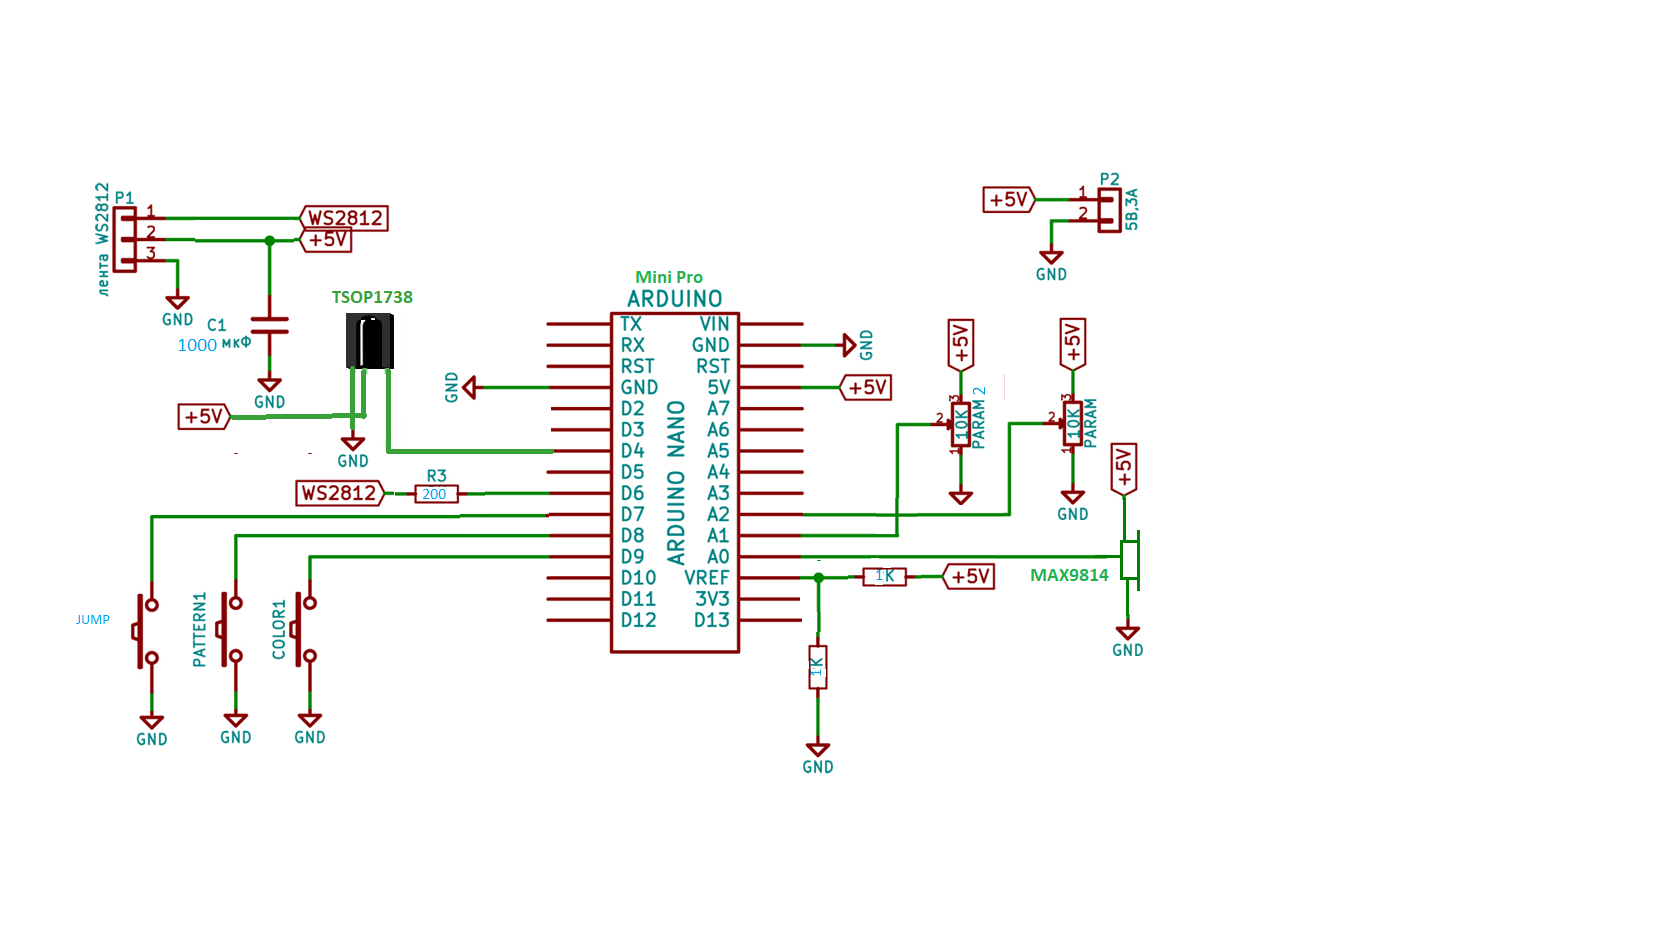 P1
лента WS2812
1
2
3
WS2812
+5V
GND
C1
1000 мкФ
GND
TSOP1738
+5V
GND
GND
R3
WS2812
200
JUMP
PATTERN1
COLOR1
GND
GND
GND
Mini Pro
ARDUINO
ARDUINO NANO
TX
RX
RST
GND
D2
D3
D4
D5
D6
D7
D8
D9
D10
D11
D12
VIN
GND
RST
5V
A7
A6
A5
A4
A3
A2
A1
A0
VREF
3V3
D13
GND
+5V
1K
+5V
1K
GND
+5V
3
2
1
10K
PARAM 2
+5V
3
2
1
10K
PARAM
GND
+5V
MAX9814
GND
P2
+5V
1
2
5В,3А
GND